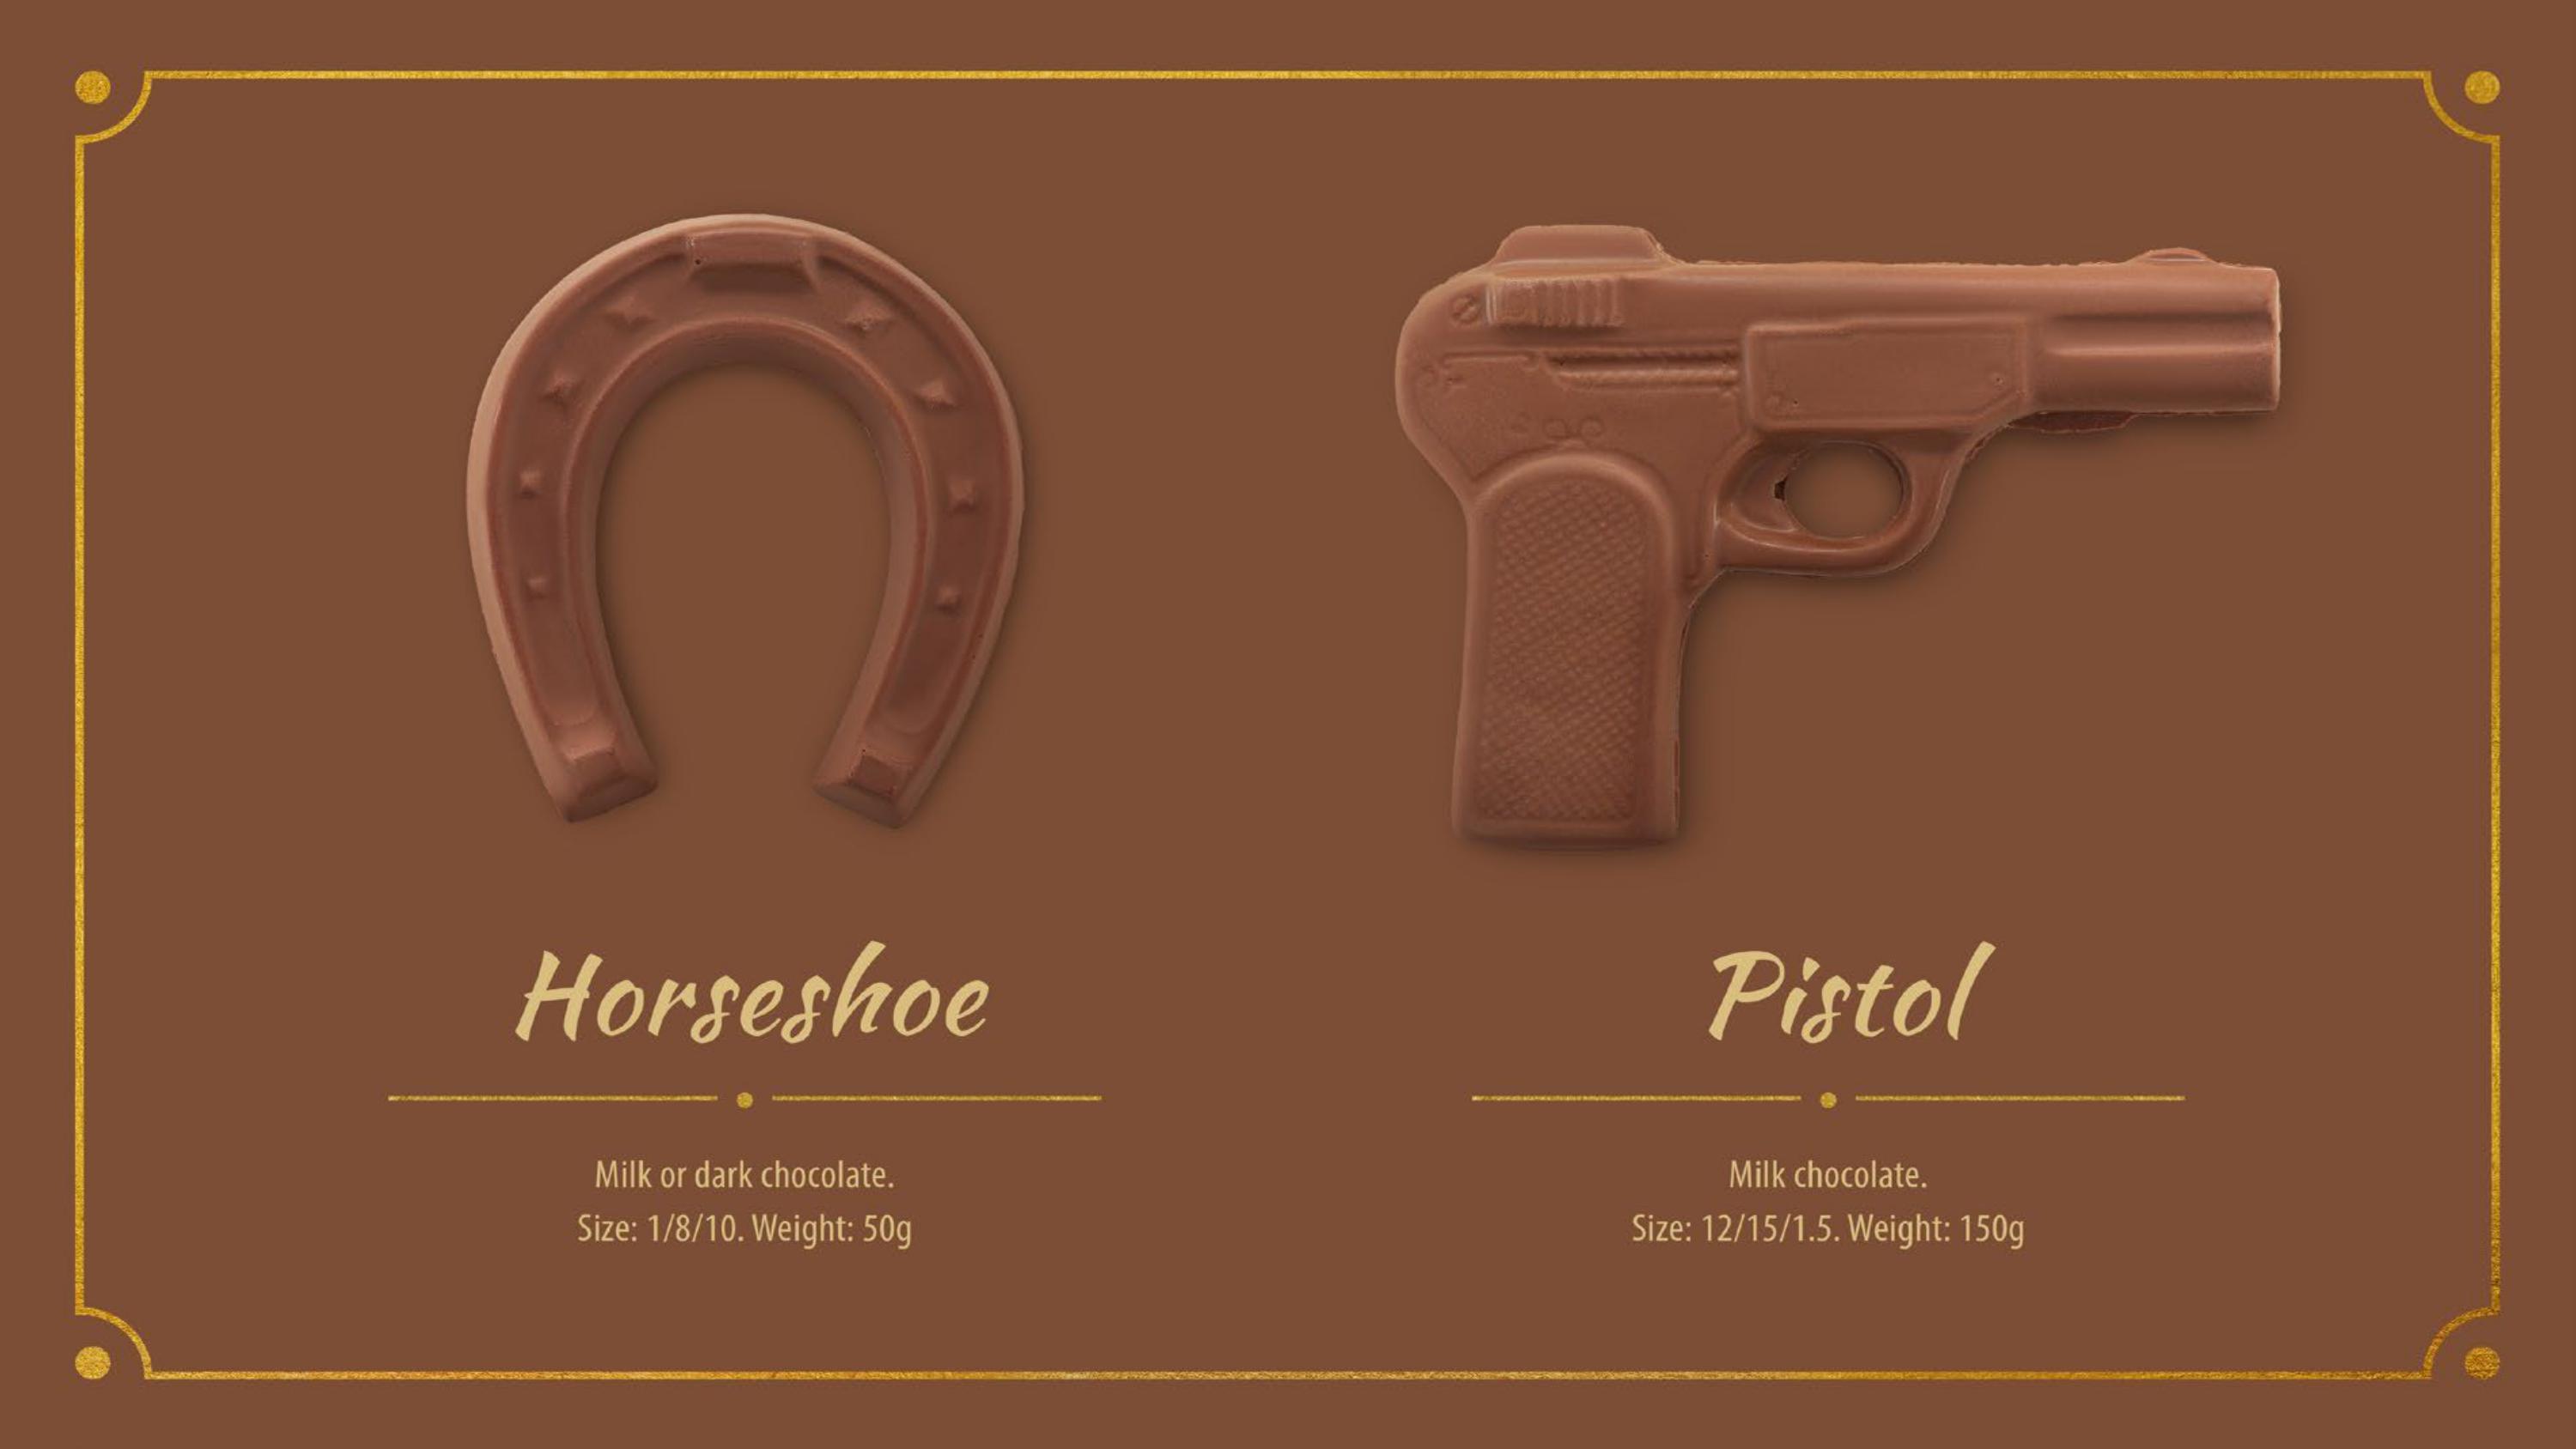 Horseshoe
Milk or dark chocolate.
Size: 1/8/10. Weight: 50g
Pistol
Milk chocolate.
Size: 12/15/1.5. Weight: 150g